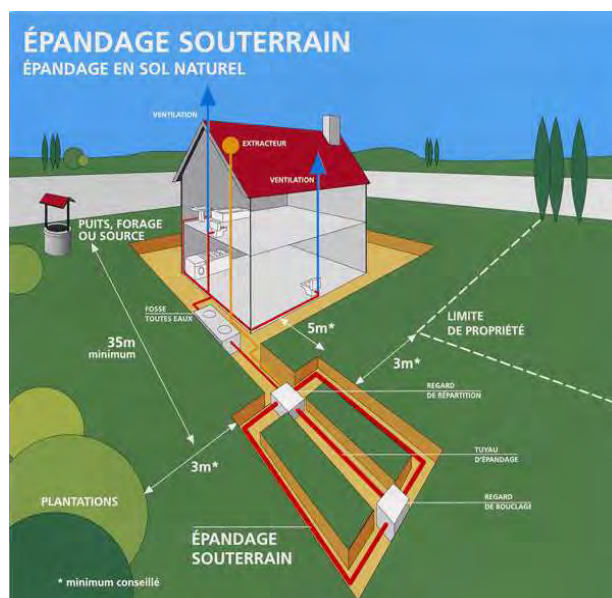 ÉPANDAGE SOUTERRAIN
ÉPANDAGE EN SOL NATUREL
VENTILATION
EXTRACTEUR
VENTILATION
PUITS, FORAGE
OU SOURCE
FOSSE
TOUTES EAUX
35m
minimum
5m*
LIMITE
DE PROPRIÉTÉ
3m*
REGARD
DE RÉPARTITION
3m*
TUYAU
D'ÉPANDAGE
PLANTATIONS
REGARD
DE BOUCLAGE
ÉPANDAGE
SOUTERRAIN
* minimum conseillé